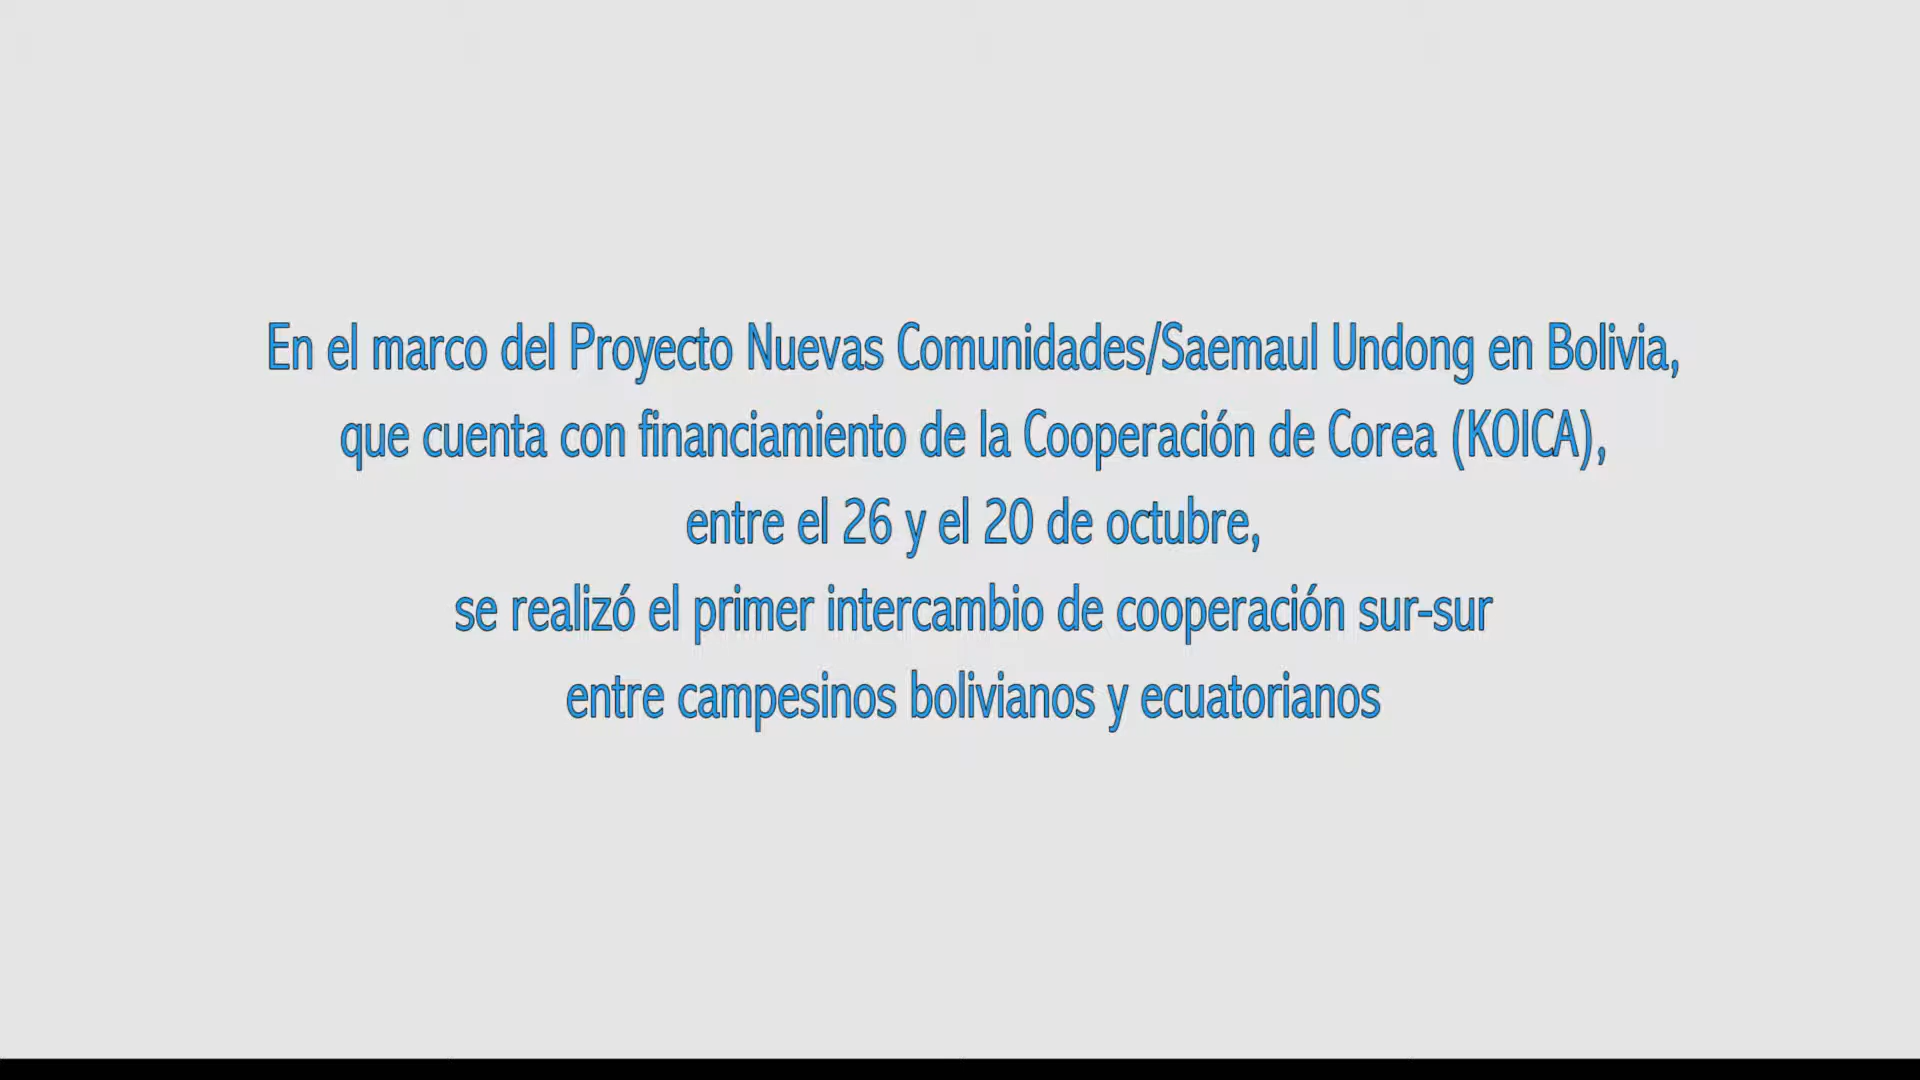 En el marco del Proyecto Nuevas Comunidades/Saemaul Undong en Bolivia,
que cuenta con financiamiento de la Cooperación de Corea (KOICA),
entre el 26 y el 20 de octubre,
se realizó el primer intercambio de cooperación sur-sur
entre campesinos bolivianos y ecuatorianos